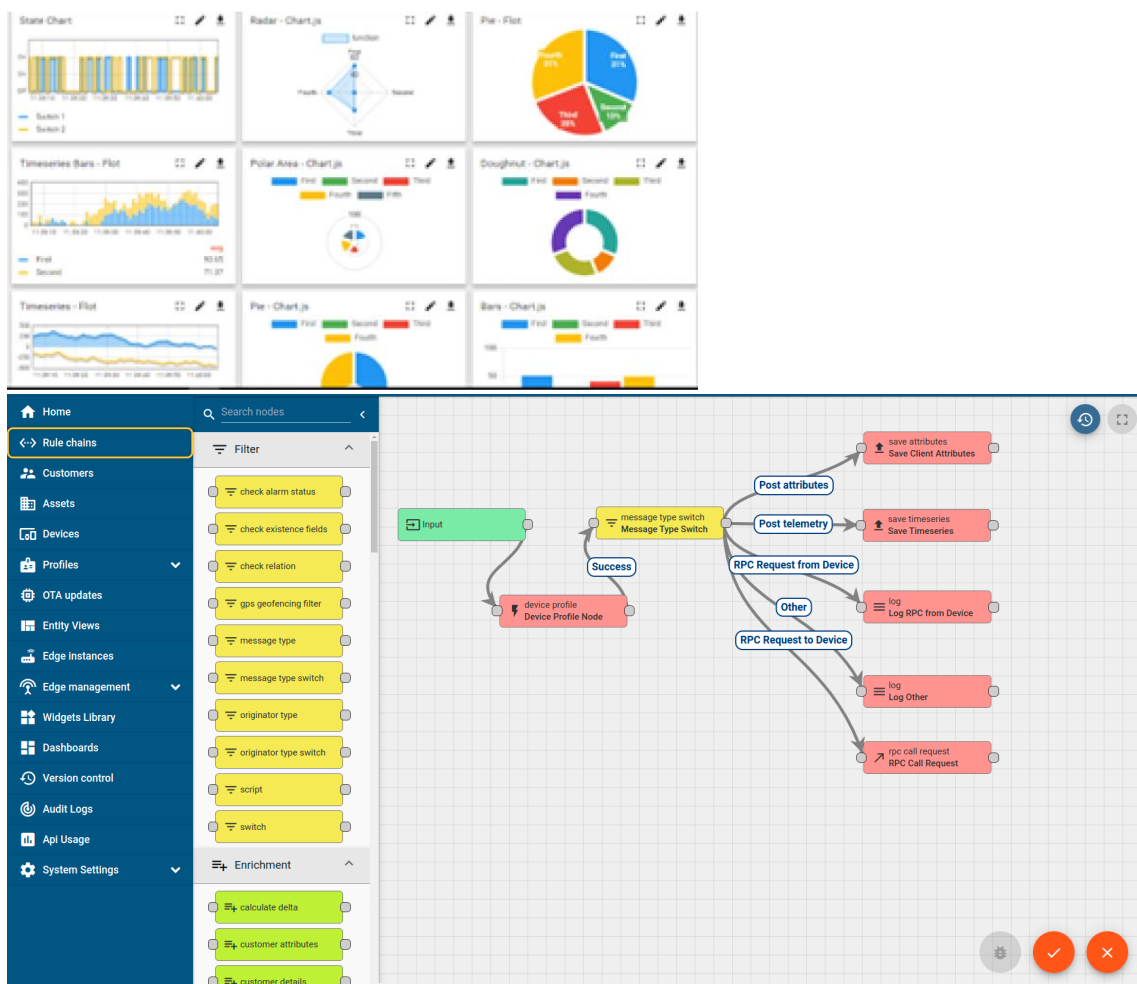 State Chart
Radar - Chart.js
Pie - Flot
function
Fourth
Second
Third
Fourth
First
31%
Second
Third
Switch 1
Switch 2
Timeseries Bars - Flot
Polar Area - Chart.js
Doughnut - Chart.js
First Second Third
Fourth Fifth
First Second Third
Fourth
100
avg
First
Second 71.37
Timeseries - Flot
Pie - Chart.js
Bars - Chart.js
First Second Third
Fourth
First Second Third
Fourth
100
50
Home
Rule chains
Customers
Assets
Devices
Profiles
OTA updates
Entity Views
Edge instances
Edge management
Widgets Library
Dashboards
Version control
Audit Logs
Api Usage
System Settings
Search nodes
Filter
check alarm status
check existence fields
check relation
gps geofencing filter
message type
message type switch
originator type
originator type switch
script
switch
Enrichment
calculate delta
customer attributes
customer details
Input
device profile
Device Profile Node
Success
message type switch
Message Type Switch
Post attributes
Post telemetry
RPC Request from Device
Other
RPC Request to Device
save attributes
Save Client Attributes
save timeseries
Save Timeseries
log
Log RPC from Device
log
Log Other
rpc call request
RPC Call Request